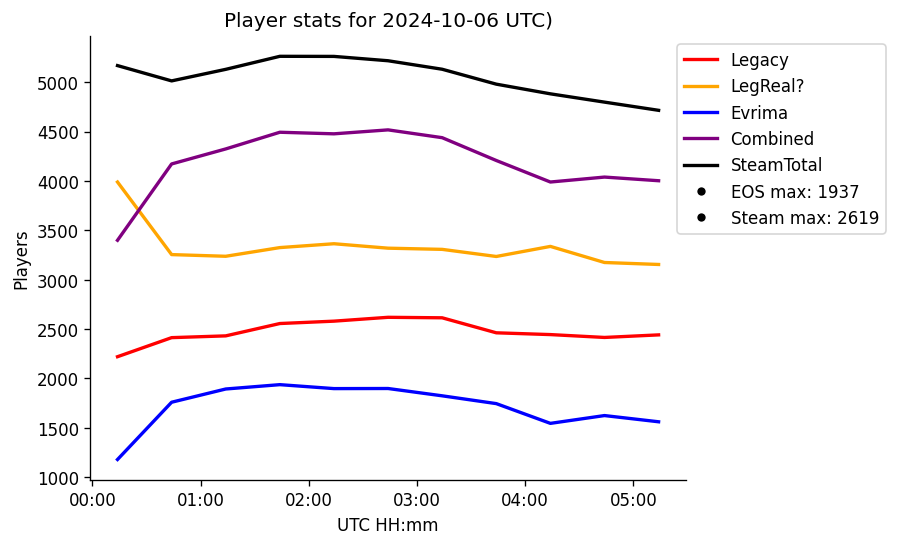 Player stats for 2024-10-06 UTC)
Legacy
LegReal?
Evrima
Combined
SteamTotal
EOS max: 1937
Steam max: 2619
Players
5000
4500
4000
3500
3000
2500
2000
1500
1000
00:00 01:00 02:00 03:00 04:00 05:00
UTC HH:mm